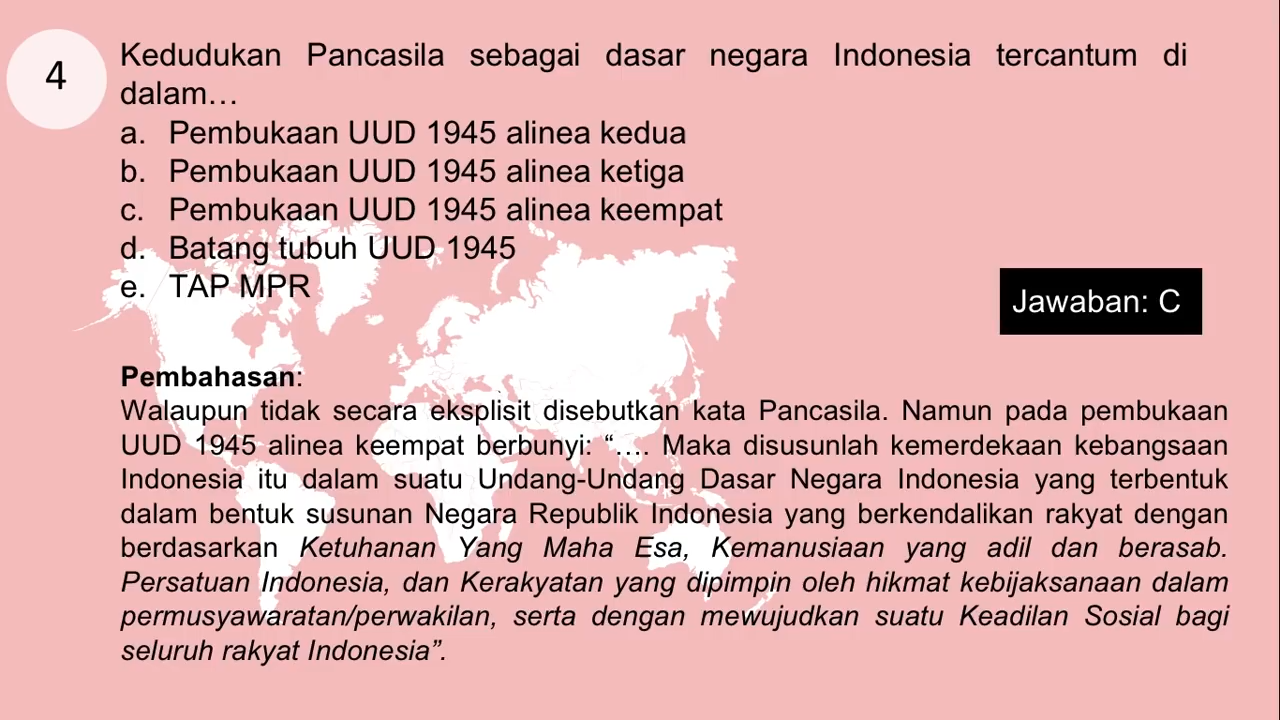 4
Kedudukan Pancasila sebagai dasar negara Indonesia tercantum di
dalam…
a. Pembukaan UUD 1945 alinea kedua
b. Pembukaan UUD 1945 alinea ketiga
c. Pembukaan UUD 1945 alinea keempat
d. Batang tubuh UUD 1945
e. TAP MPR
Jawaban: C
Pembahasan:
Walaupun tidak secara eksplisit disebutkan kata Pancasila. Namun pada pembukaan
UUD 1945 alinea keempat berbunyi: “…. Maka disusunlah kemerdekaan kebangsaan
Indonesia itu dalam suatu Undang-Undang Dasar Negara Indonesia yang terbentuk
dalam bentuk susunan Negara Republik Indonesia yang berkendalikan rakyat dengan
berdasarkan Ketuhanan Yang Maha Esa, Kemanusiaan yang adil dan berasab.
Persatuan Indonesia, dan Kerakyatan yang dipimpin oleh hikmat kebijaksanaan dalam
permusyawaratan/perwakilan, serta dengan mewujudkan suatu Keadilan Sosial bagi
seluruh rakyat Indonesia”.